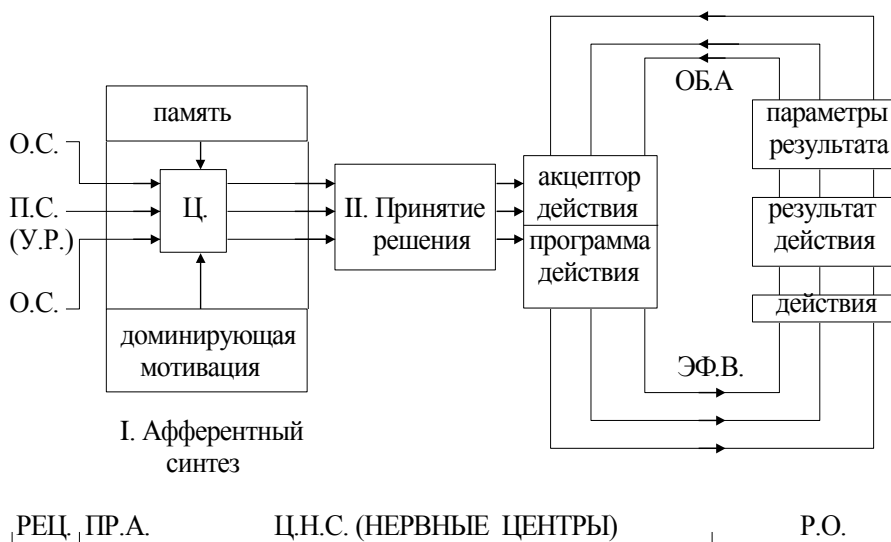 память
О.С.
П.С.
(У.Р.)
О.С.
Ц.
доминирующая
мотивация
I. Афферентный
синтез
II. Принятие
решения
акцептор
действия
программа
действия
ОБ.А
ЭФ.В.
параметры
результата
результат
действия
действия
РЕЦ. ПР.А. Ц.Н.С. (НЕРВНЫЕ ЦЕНТРЫ) Р.О.